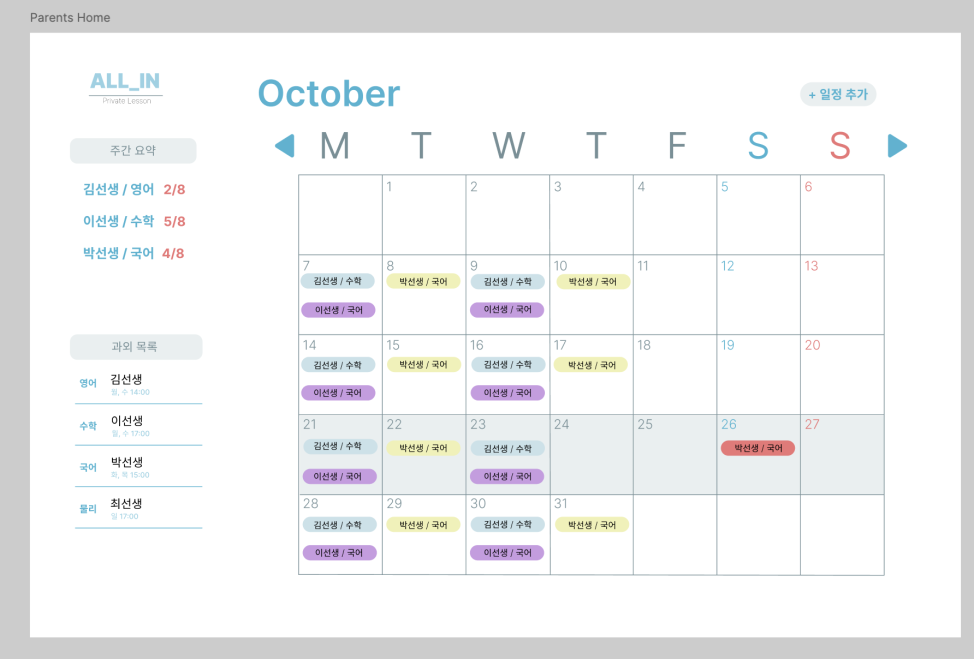 Parents Home
ALL_IN
Private Lesson
October
+ 일정 추가
M T W T F S S
주간 요약
김선생 / 영어 2/8
이선생 / 수학 5/8
박선생 / 국어 4/8
과외 목록
영어 김선생
월, 수 14:00
수학 이선생
월, 수 17:00
국어 박선생
화, 목 15:00
물리 최선생
일 17:00
1 2 3 4 5 6
7 8 9 10 11 12 13
김선생 / 수학 박선생 / 국어 김선생 / 수학 박선생 / 국어
이선생 / 국어 이선생 / 국어
14 15 16 17 18 19 20
김선생 / 수학 박선생 / 국어 김선생 / 수학 박선생 / 국어
이선생 / 국어 이선생 / 국어
21 22 23 24 25 26 27
김선생 / 수학 박선생 / 국어 김선생 / 수학 박선생 / 국어
이선생 / 국어 이선생 / 국어
28 29 30 31
김선생 / 수학 박선생 / 국어 김선생 / 수학 박선생 / 국어
이선생 / 국어 이선생 / 국어